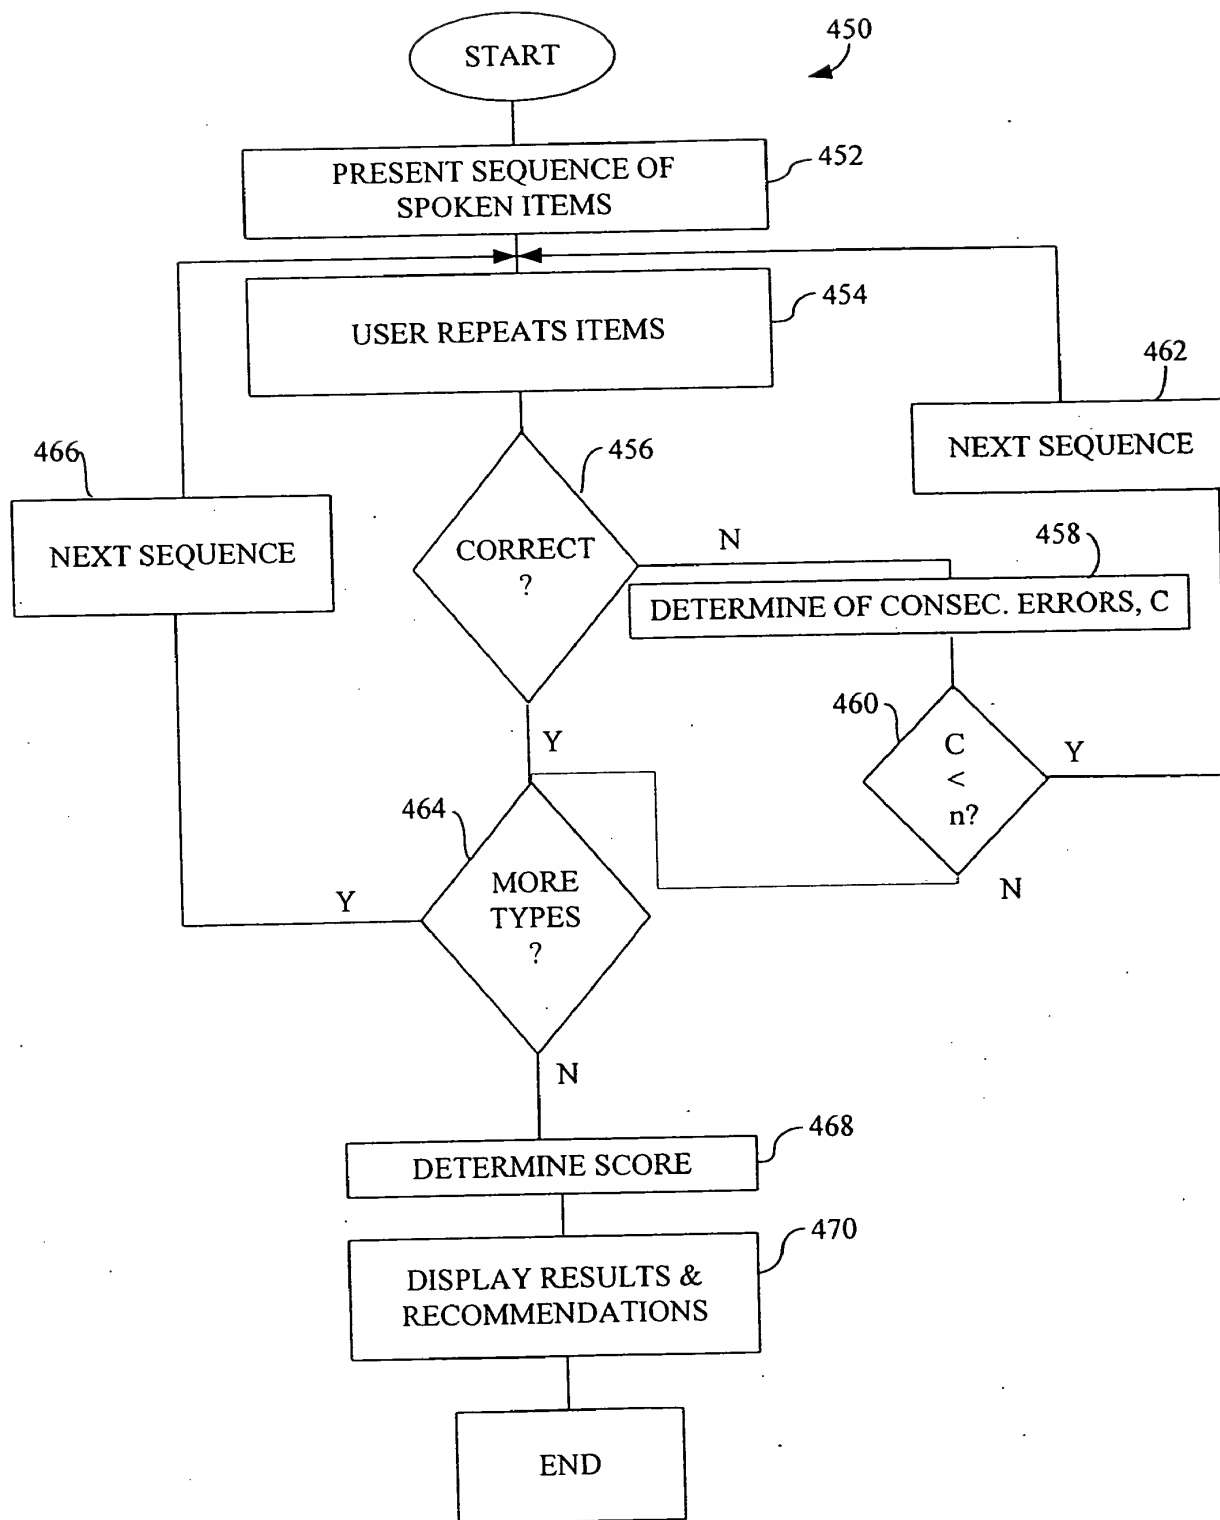 START
450
PRESENT SEQUENCE OF
SPOKEN ITEMS
452
USER REPEATS ITEMS
454
462
NEXT SEQUENCE
466
NEXT SEQUENCE
456
CORRECT
?
N
458
DETERMINE OF CONSEC. ERRORS, C
Y
460
C
<
n?
Y
N
464
MORE
TYPES
?
Y
N
DETERMINE SCORE
468
DISPLAY RESULTS &
RECOMMENDATIONS
470
END